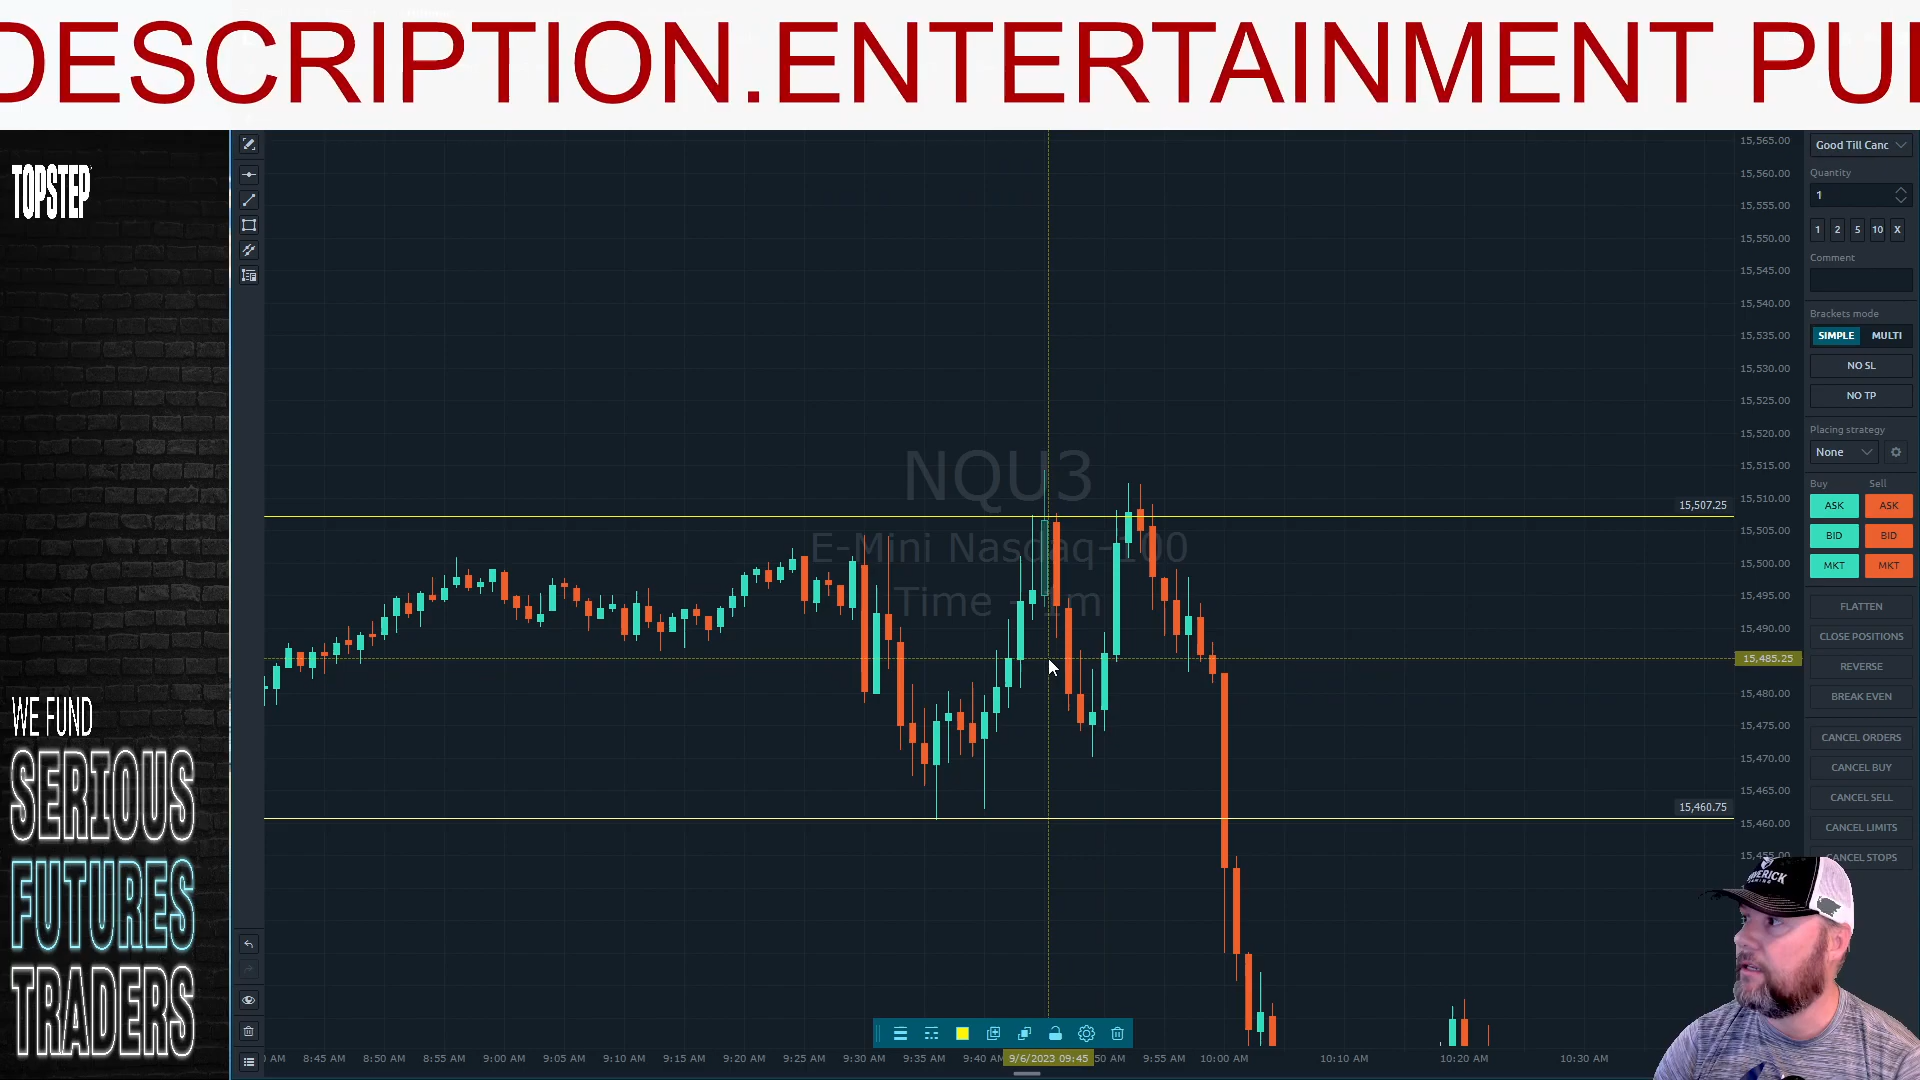 DESCRIPTION.ENTERTAINMENT PU
TOPSTEP
WE FUND
SERIOUS
FUTURES
TRADERS
NQU3
E-Mini Nasdaq-100
Time - 1m
15,507.25
15,460.75
15,565.00
15,560.00
15,555.00
15,550.00
15,545.00
15,540.00
15,535.00
15,530.00
15,525.00
15,520.00
15,515.00
15,510.00
15,505.00
15,500.00
15,495.00
15,490.00
15,485.25
15,480.00
15,475.00
15,470.00
15,465.00
15,460.00
15,455.00
AM 8:45 AM 8:50 AM 8:55 AM 9:00 AM 9:05 AM 9:10 AM 9:15 AM 9:20 AM 9:25 AM 9:30 AM 9:35 AM 9:40 AM 9/6/2023 09:45 50 AM 9:55 AM 10:00 AM 10:10 AM 10:20 AM 10:30 AM
Good Till Canc
Quantity
1
1 2 5 10 X
Comment
Brackets mode
SIMPLE MULTI
NO SL
NO TP
Placing strategy
None
Buy Sell
ASK ASK
BID BID
MKT MKT
FLATTEN
CLOSE POSITIONS
REVERSE
BREAK EVEN
CANCEL ORDERS
CANCEL BUY
CANCEL SELL
CANCEL LIMITS
CANCEL STOPS